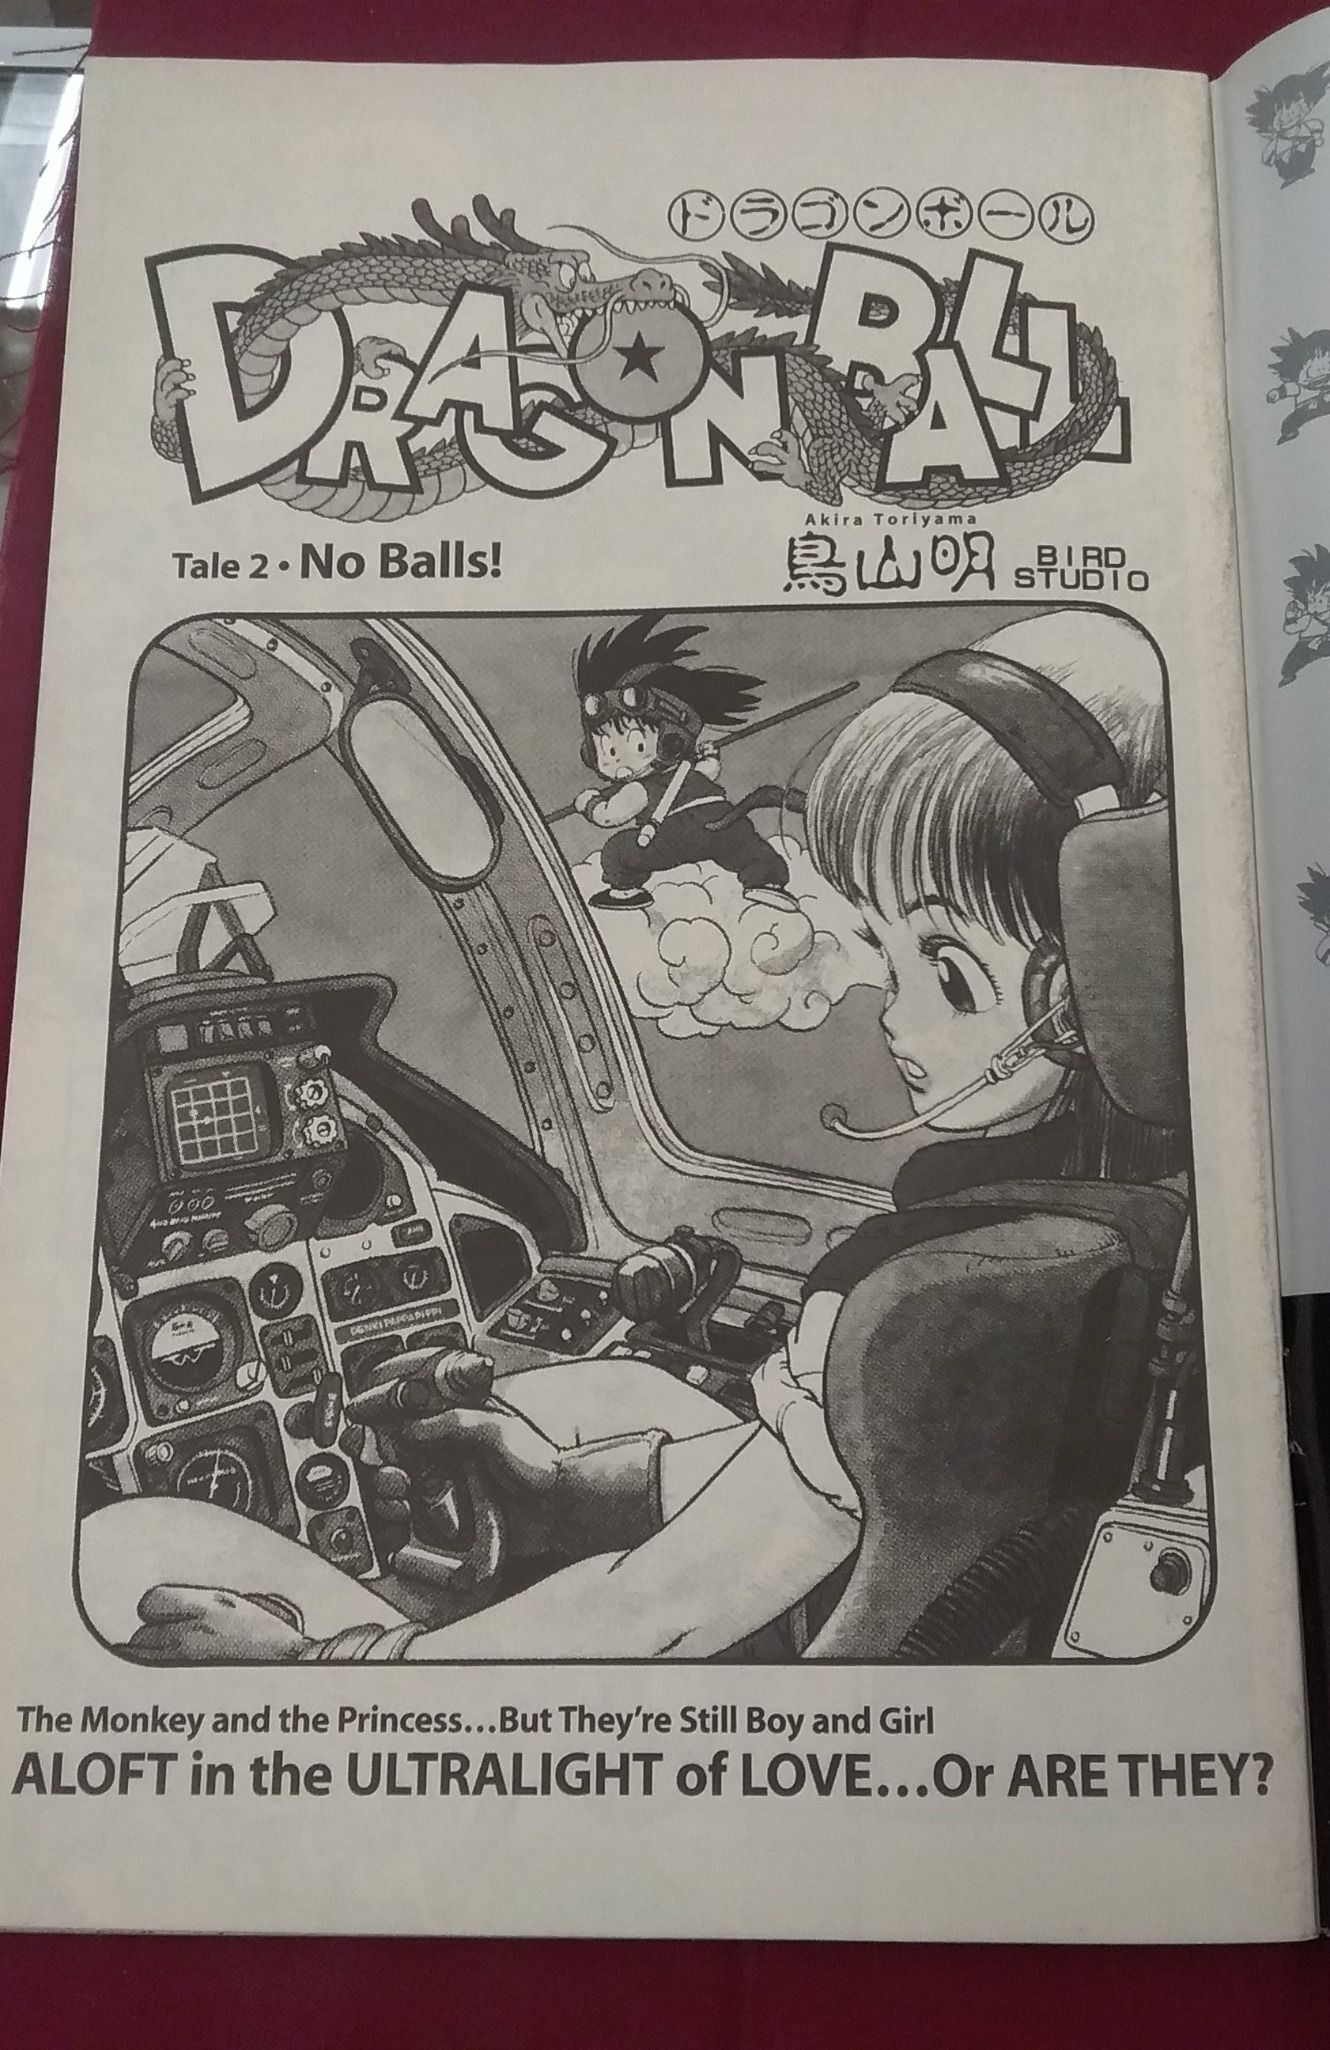 ドラゴンボール
DRAGON BALL
Akira Toriyama
Tale 2 • No Balls!
鳥山明 BIRD STUDIO
The Monkey and the Princess...But They're Still Boy and Girl
ALOFT in the ULTRALIGHT of LOVE...Or ARE THEY?